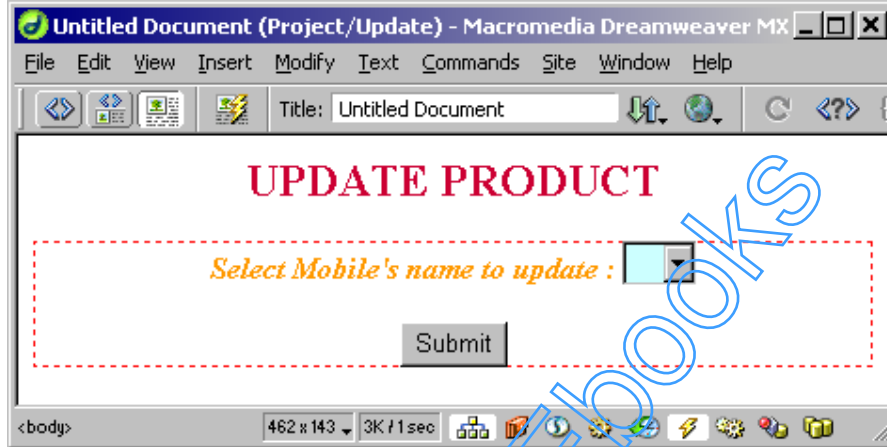 Untitled Document (Project/Update) - Macromedia Dreamweaver MX
File Edit View Insert Modify Text Commands Site Window Help
Title: Untitled Document
UPDATE PRODUCT
Select Mobile's name to update :
Submit
<body> 462 x 143 3K / 1 sec